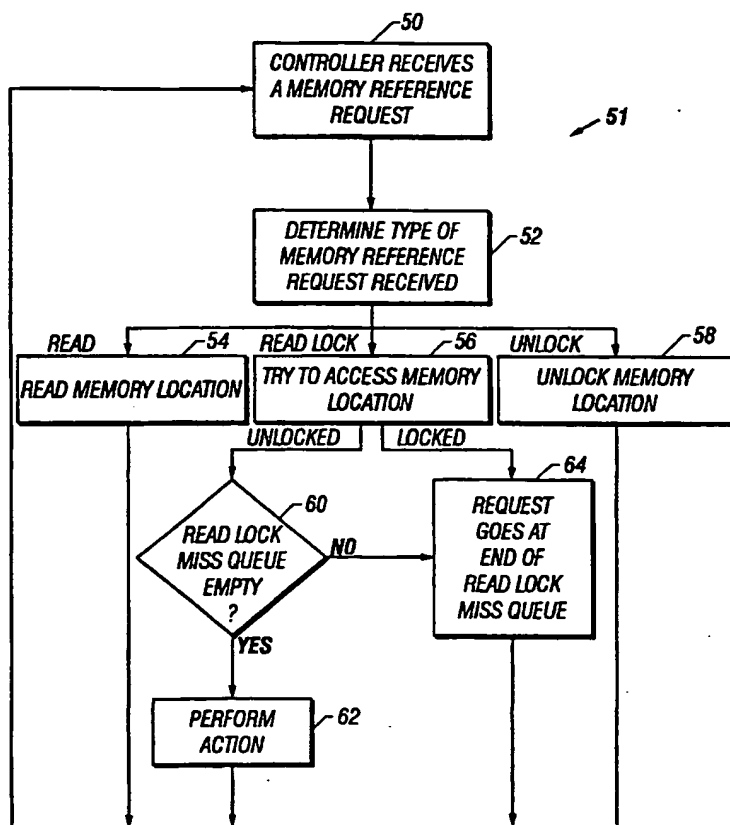 50
CONTROLLER RECEIVES
A MEMORY REFERENCE
REQUEST
51
DETERMINE TYPE OF
MEMORY REFERENCE
REQUEST RECEIVED
52
READ
54
READ LOCK
56
UNLOCK
58
READ MEMORY LOCATION
TRY TO ACCESS MEMORY
LOCATION
UNLOCK MEMORY
LOCATION
UNLOCKED
LOCKED
60
READ LOCK
MISS QUEUE
EMPTY
?
NO
YES
64
REQUEST
GOES AT
END OF
READ LOCK
MISS QUEUE
PERFORM
ACTION
62